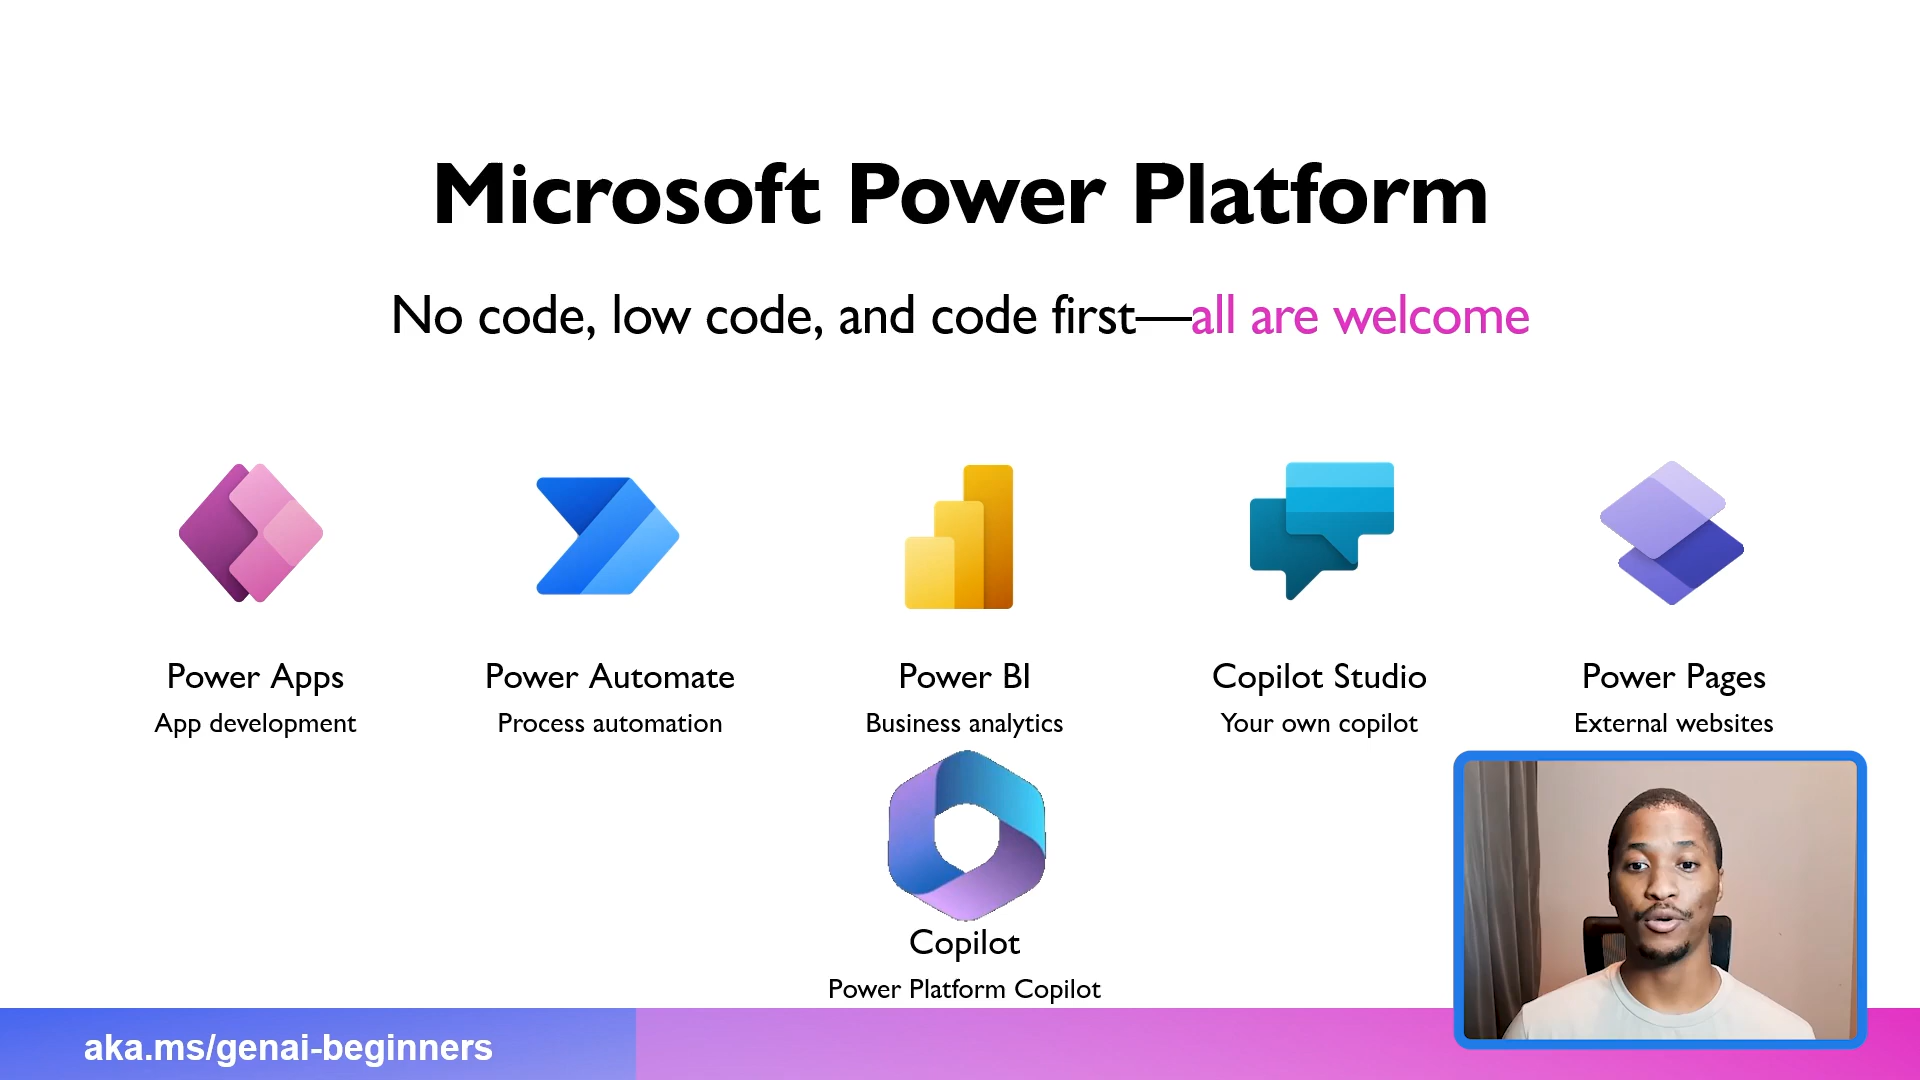 Microsoft Power Platform
No code, low code, and code first—all are welcome
Power Apps
App development
Power Automate
Process automation
Power BI
Business analytics
Copilot Studio
Your own copilot
Power Pages
External websites
Copilot
Power Platform Copilot
aka.ms/genai-beginners